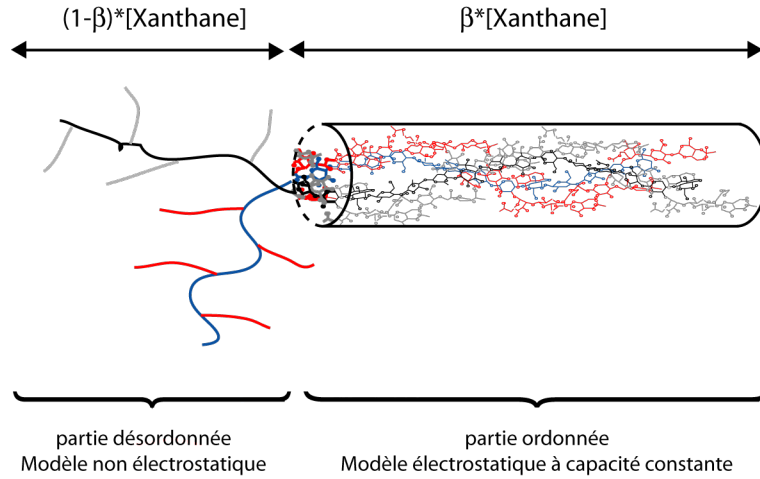 (1-β)*[Xanthane]
β*[Xanthane]
partie désordonnée
Modèle non électrostatique
partie ordonnée
Modèle électrostatique à capacité constante